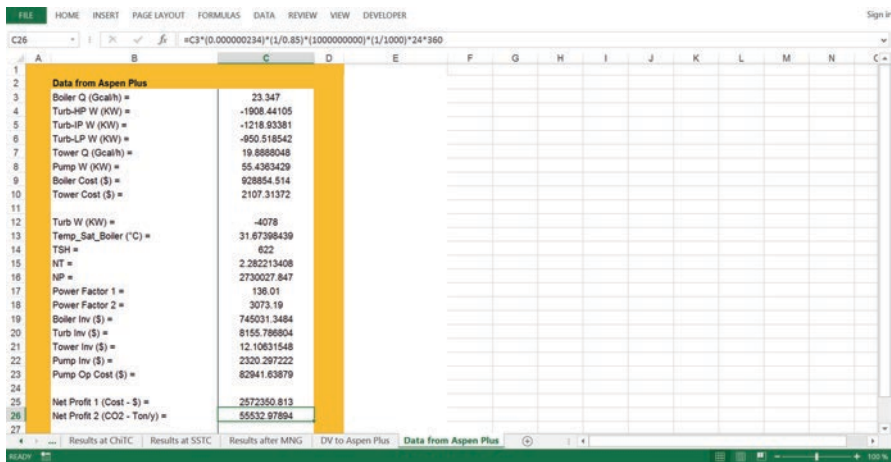 FILE HOME INSERT PAGE LAYOUT FORMULAS DATA REVIEW VIEW DEVELOPER Sign in
C26 fx =C3*(0.000000234)*(1/0.85)*(1000000000)*(1/1000)*24*360
A B C D E F G H I J K L M N
1
2 Data from Aspen Plus
3 Boiler Q (Gcal/h) = 23.347
4 Turb-HP W (KW) = -1908.44105
5 Turb-IP W (KW) = -1218.93381
6 Turb-LP W (KW) = -950.518542
7 Tower Q (Gcal/h) = 19.8888048
8 Pump W (KW) = 55.4363429
9 Boiler Cost ($) = 928854.514
10 Tower Cost ($) = 2107.31372
11
12 Turb W (KW) = -4078
13 Temp_Sat_Boiler (°C) = 31.67398439
14 TSH = 622
15 NT = 2.282213408
16 NP = 2730027.847
17 Power Factor 1 = 136.01
18 Power Factor 2 = 3073.19
19 Boiler Inv ($) = 745031.3484
20 Turb Inv ($) = 8155.786804
21 Tower Inv ($) = 12.10631548
22 Pump Inv ($) = 2320.297222
23 Pump Op Cost ($) = 82941.63879
24
25 Net Profit 1 (Cost - $) = 2572350.813
26 Net Profit 2 (CO2 - Ton/y) = 55532.97894
27
... Results at ChiTC Results at SSTC Results after MNG DV to Aspen Plus Data from Aspen Plus
READY 100 %